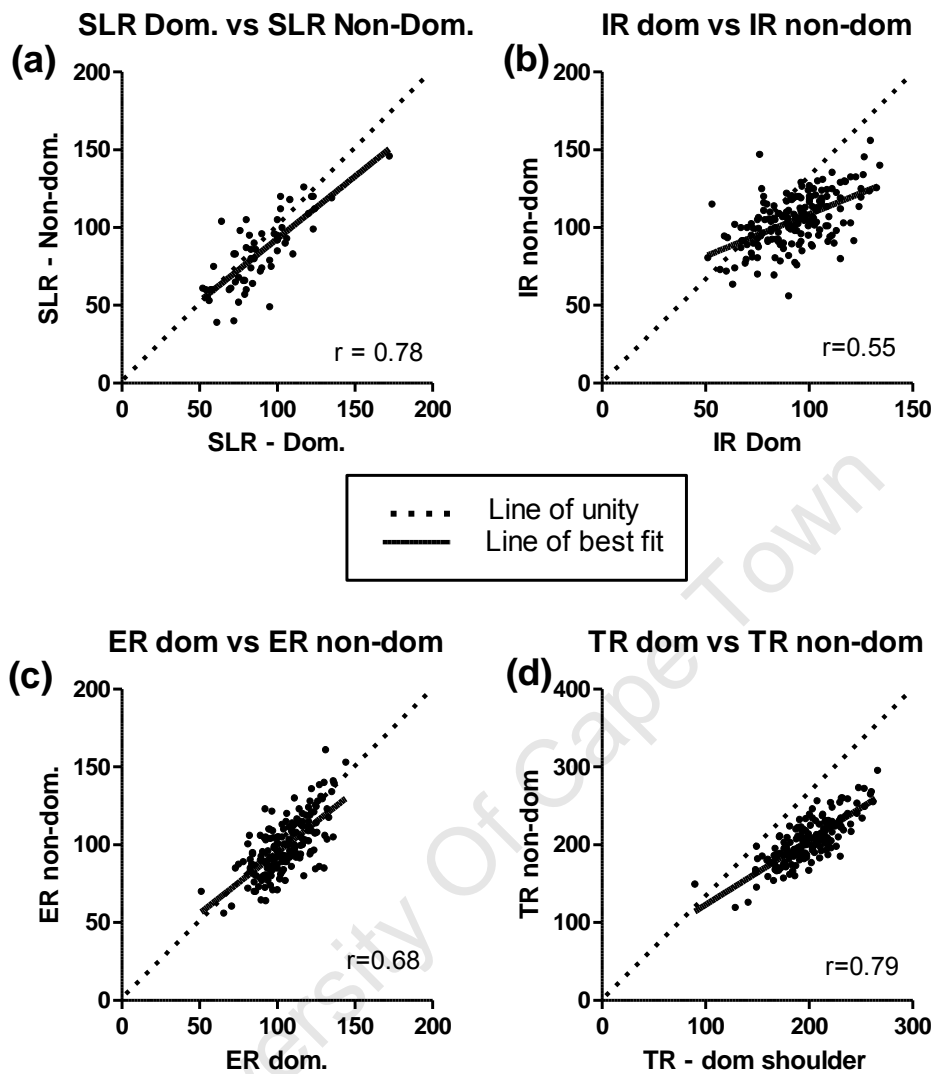 SLR Dom. vs SLR Non-Dom.
(a)
200
150
100
50
0
SLR - Non-dom.
r = 0.78
0 50 100 150 200
SLR - Dom.
IR dom vs IR non-dom
(b)
200
150
100
50
0
IR non-dom
r=0.55
0 50 100 150
IR Dom
Line of unity
Line of best fit
ER dom vs ER non-dom
(c)
200
150
100
50
0
ER non-dom.
r=0.68
0 50 100 150 200
ER dom.
TR dom vs TR non-dom
(d)
400
300
200
100
0
TR non-dom
r=0.79
0 100 200 300
TR - dom shoulder
ersity Of Cape Town